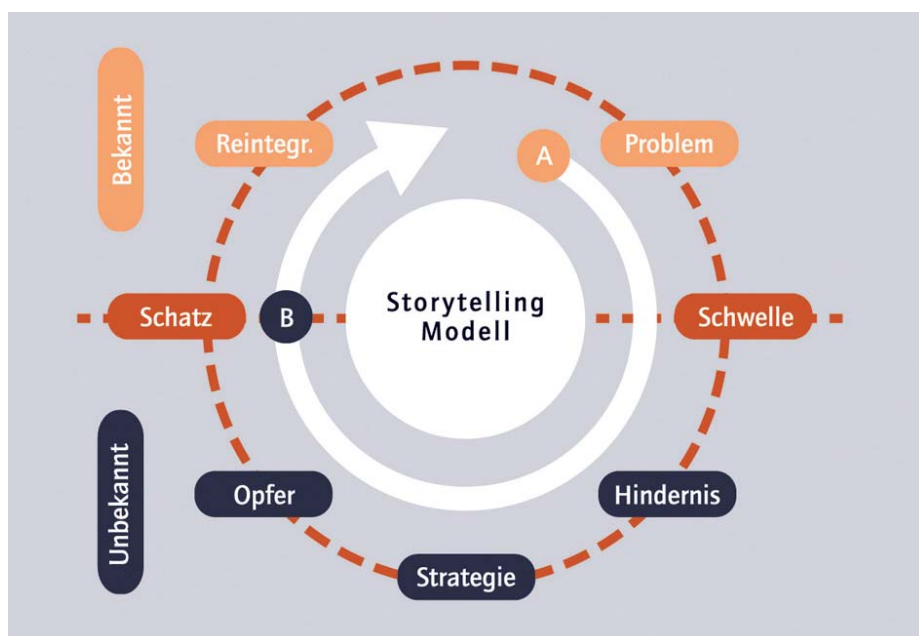 Bekannt
Reintegr.
A
Problem
Schatz
B
Storytelling
Modell
Schwelle
Unbekannt
Opfer
Hindernis
Strategie